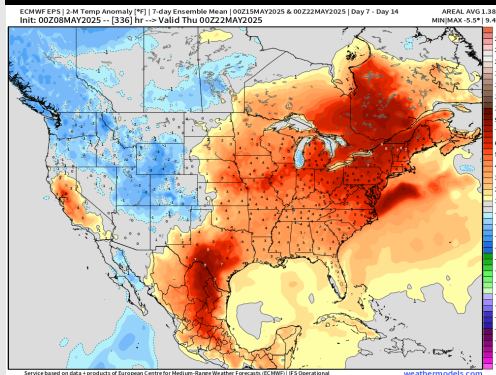 ECMWF EPS | 2-M Temp Anomaly [°F] | 7-day Ensemble Mean | 00Z15MAY2025 & 00Z22MAY2025 | Day 7 - Day 14
AREAL AVG 1.38
Init: 00Z08MAY2025 -- [336] hr --> Valid Thu 00Z22MAY2025
MIN|MAX -5.5° | 9.4
Service based on data + products of European Centre for Medium-Range Weather Forecasts (ECMWF) | IFS Operational
weathermodels.com